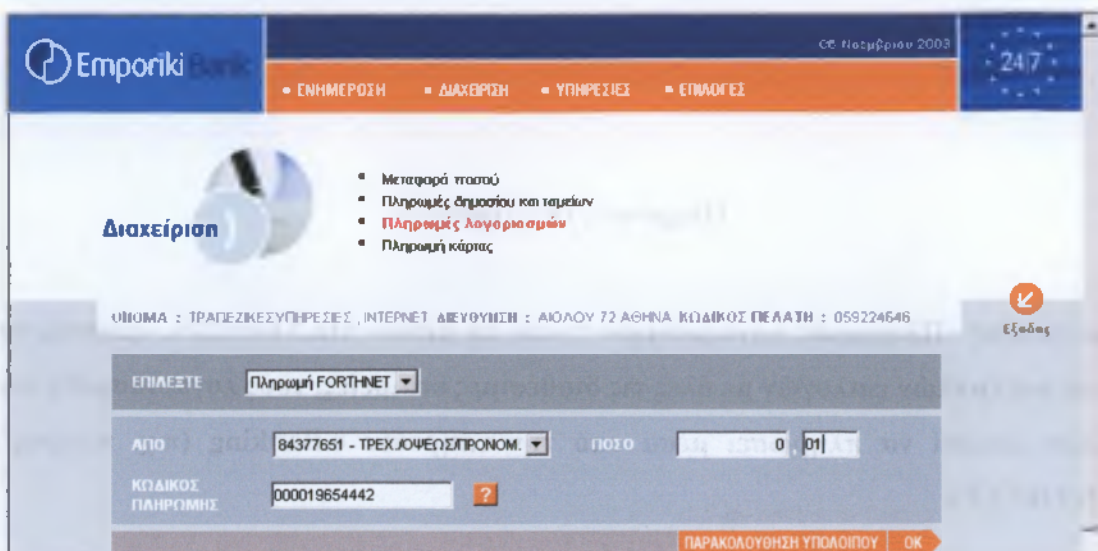 Emporiki Bank
06 Νοεμβρίου 2003
24|7
ΕΝΗΜΕΡΩΣΗ ΔΙΑΧΕΙΡΙΣΗ ΥΠΗΡΕΣΙΕΣ ΕΠΙΛΟΓΕΣ
Διαχείριση
Μεταφορά ποσού
Πληρωμές δημοσίου και ταμείων
Πληρωμές λογαριασμών
Πληρωμή κάρτας
ΟΝΟΜΑ : ΤΡΑΠΕΖΙΚΕΣΥΠΗΡΕΣΙΕΣ , INTEPNET ΔΙΕΥΘΥΝΣΗ : ΑΙΟΛΟΥ 72 ΑΘΗΝΑ ΚΩΔΙΚΟΣ ΠΕΛΑΤΗ : 059224646
Εξοδος
ΕΠΙΛΕΞΤΕ Πληρωμή FORTHNET
ΑΠΟ 84377651 - ΤΡΕΧ.ΟΨΕΩΣ/ΠΡΟΝΟΜ. ΠΟΣΟ 0 , 01
ΚΩΔΙΚΟΣ ΠΛΗΡΩΜΗΣ 000019654442 ?
ΠΑΡΑΚΟΛΟΥΘΗΣΗ ΥΠΟΛΟΙΠΟΥ OK